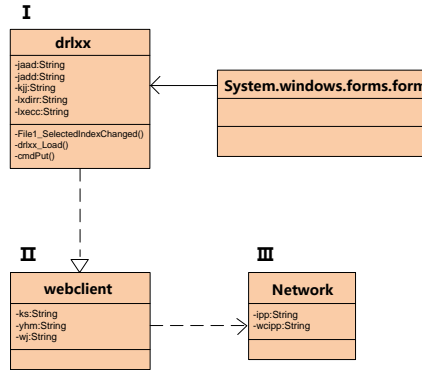 I
drlxx
-jaad:String
-jadd:String
-kjj:String
-lxdirr:String
-lxecc:String
-File1_SelectedIndexChanged()
-drlxx_Load()
-cmdPut()
System.windows.forms.form
II
webclient
-ks:String
-yhm:String
-wj:String
III
Network
-ipp:String
-wcipp:String